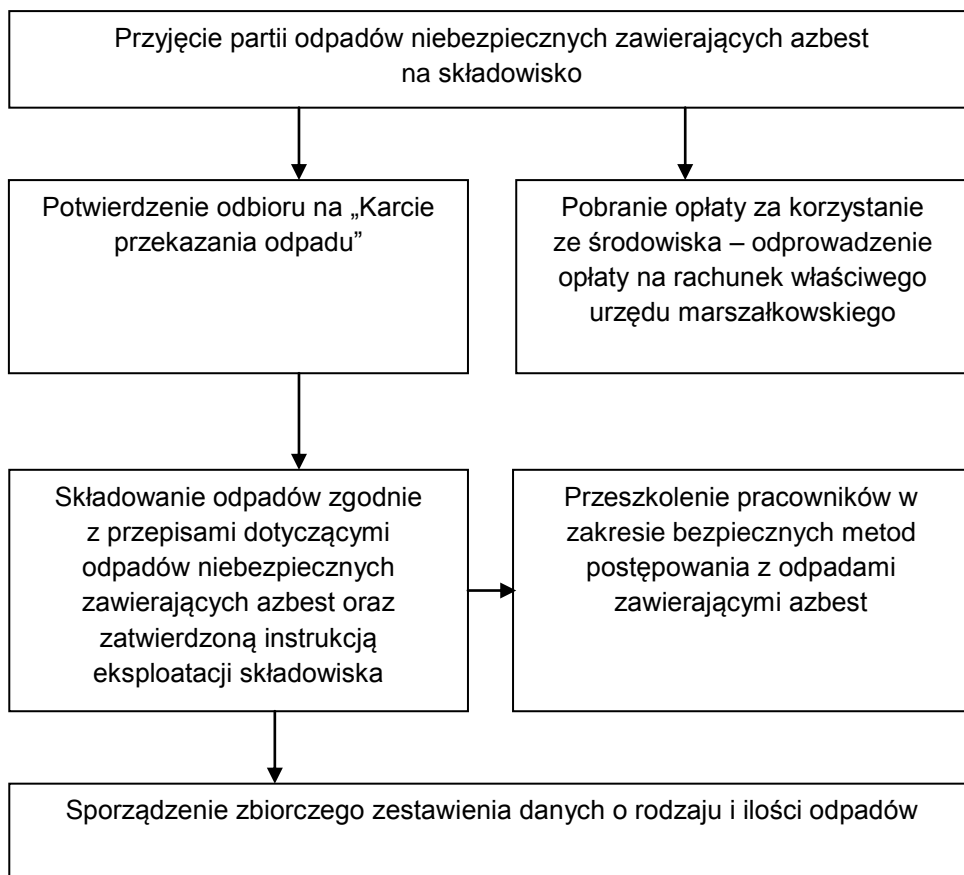 Przyjęcie partii odpadów niebezpiecznych zawierających azbest
na składowisko
Potwierdzenie odbioru na „Karcie
przekazania odpadu”
Pobranie opłaty za korzystanie
ze środowiska – odprowadzenie
opłaty na rachunek właściwego
urzędu marszałkowskiego
Składowanie odpadów zgodnie
z przepisami dotyczącymi
odpadów niebezpiecznych
zawierających azbest oraz
zatwierdzoną instrukcją
eksploatacji składowiska
Przeszkolenie pracowników w
zakresie bezpiecznych metod
postępowania z odpadami
zawierającymi azbest
Sporządzenie zbiorczego zestawienia danych o rodzaju i ilości odpadów